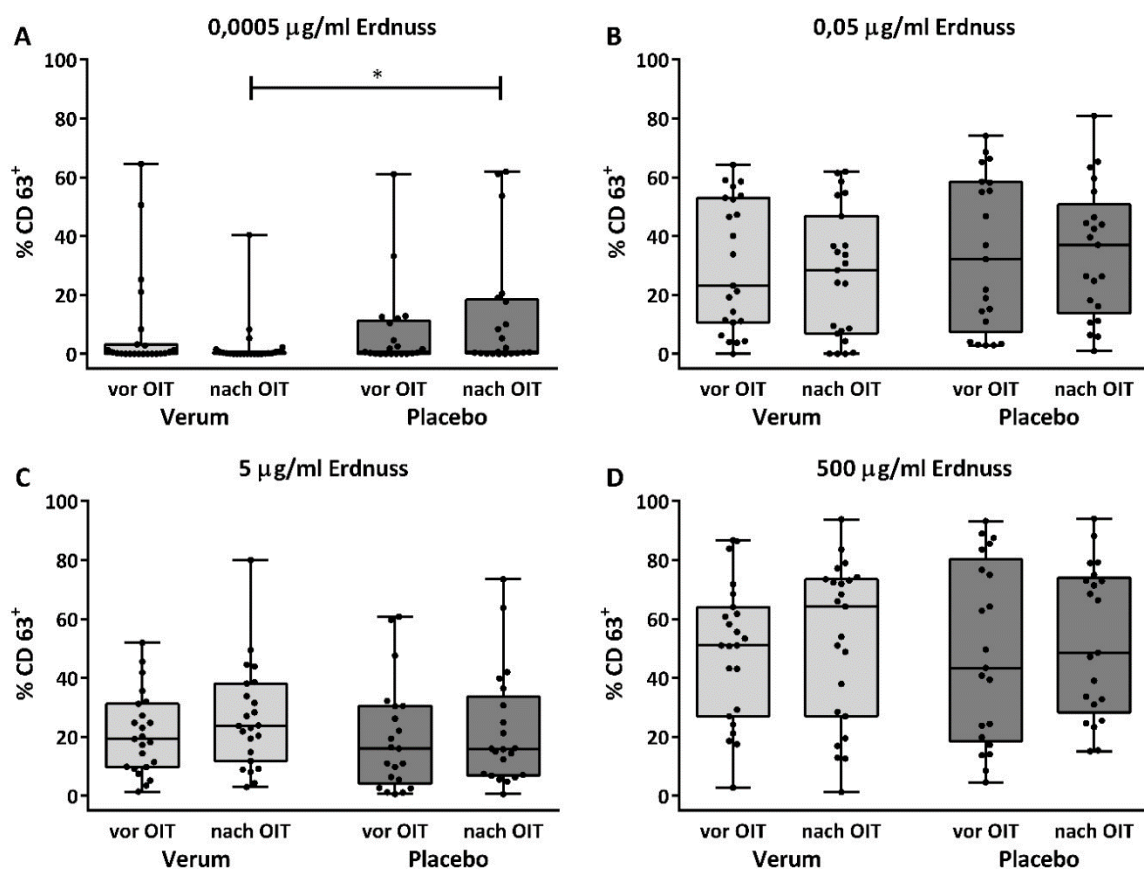 A
0,0005 μg/ml Erdnuss
% CD 63+
100
80
60
40
20
0
*
vor OIT nach OIT vor OIT nach OIT
Verum Placebo
B
0,05 μg/ml Erdnuss
% CD 63+
100
80
60
40
20
0
vor OIT nach OIT vor OIT nach OIT
Verum Placebo
C
5 μg/ml Erdnuss
% CD 63+
100
80
60
40
20
0
vor OIT nach OIT vor OIT nach OIT
Verum Placebo
D
500 μg/ml Erdnuss
% CD 63+
100
80
60
40
20
0
vor OIT nach OIT vor OIT nach OIT
Verum Placebo